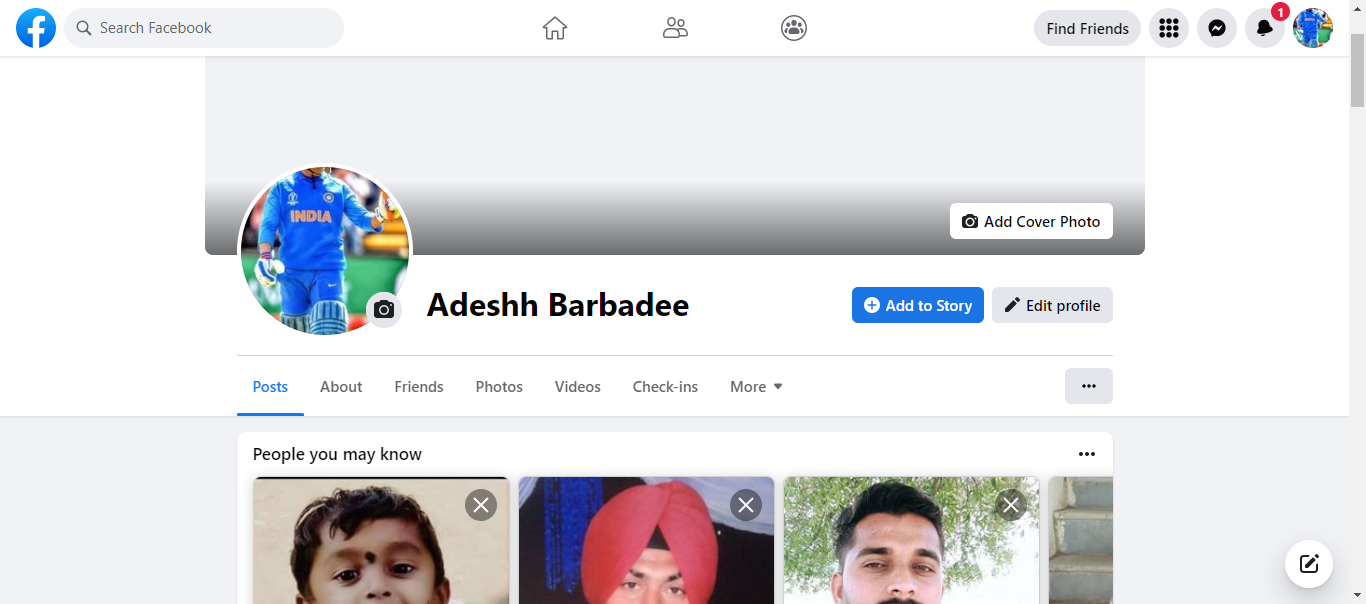 Search Facebook
Find Friends
1
INDIA
Add Cover Photo
Adeshh Barbadee
Add to Story
Edit profile
Posts
About
Friends
Photos
Videos
Check-ins
More
People you may know